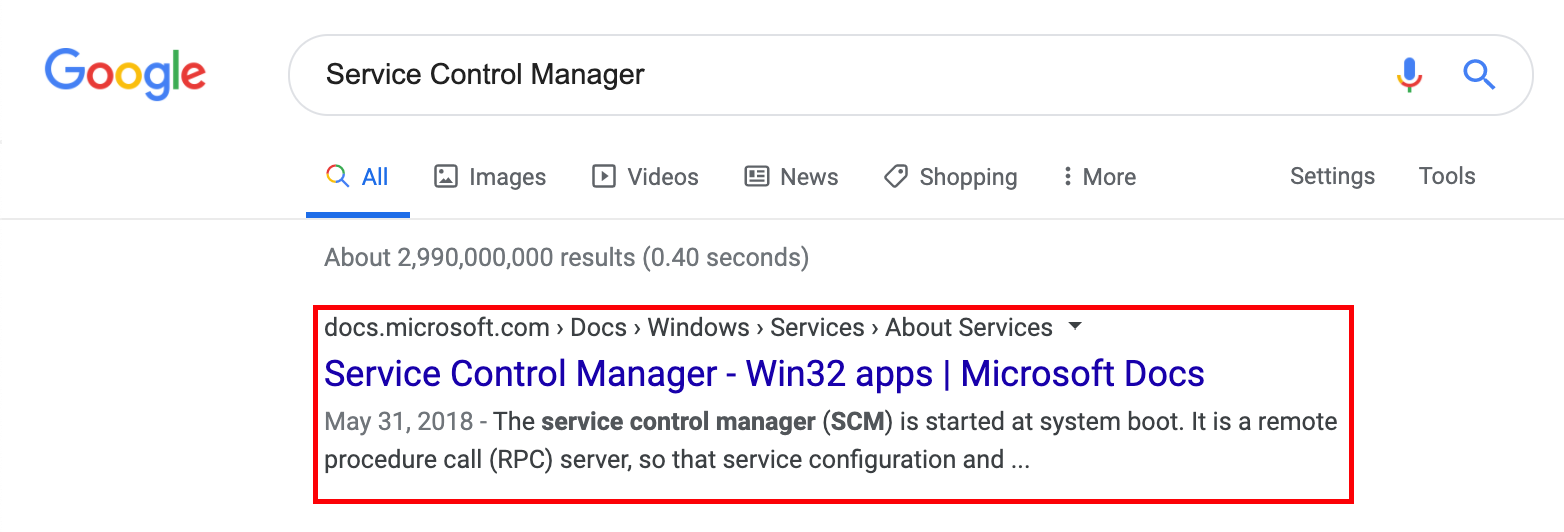 Google
Service Control Manager
All Images Videos News Shopping More Settings Tools
About 2,990,000,000 results (0.40 seconds)
docs.microsoft.com › Docs › Windows › Services › About Services
Service Control Manager - Win32 apps | Microsoft Docs
May 31, 2018 - The service control manager (SCM) is started at system boot. It is a remote
procedure call (RPC) server, so that service configuration and ...